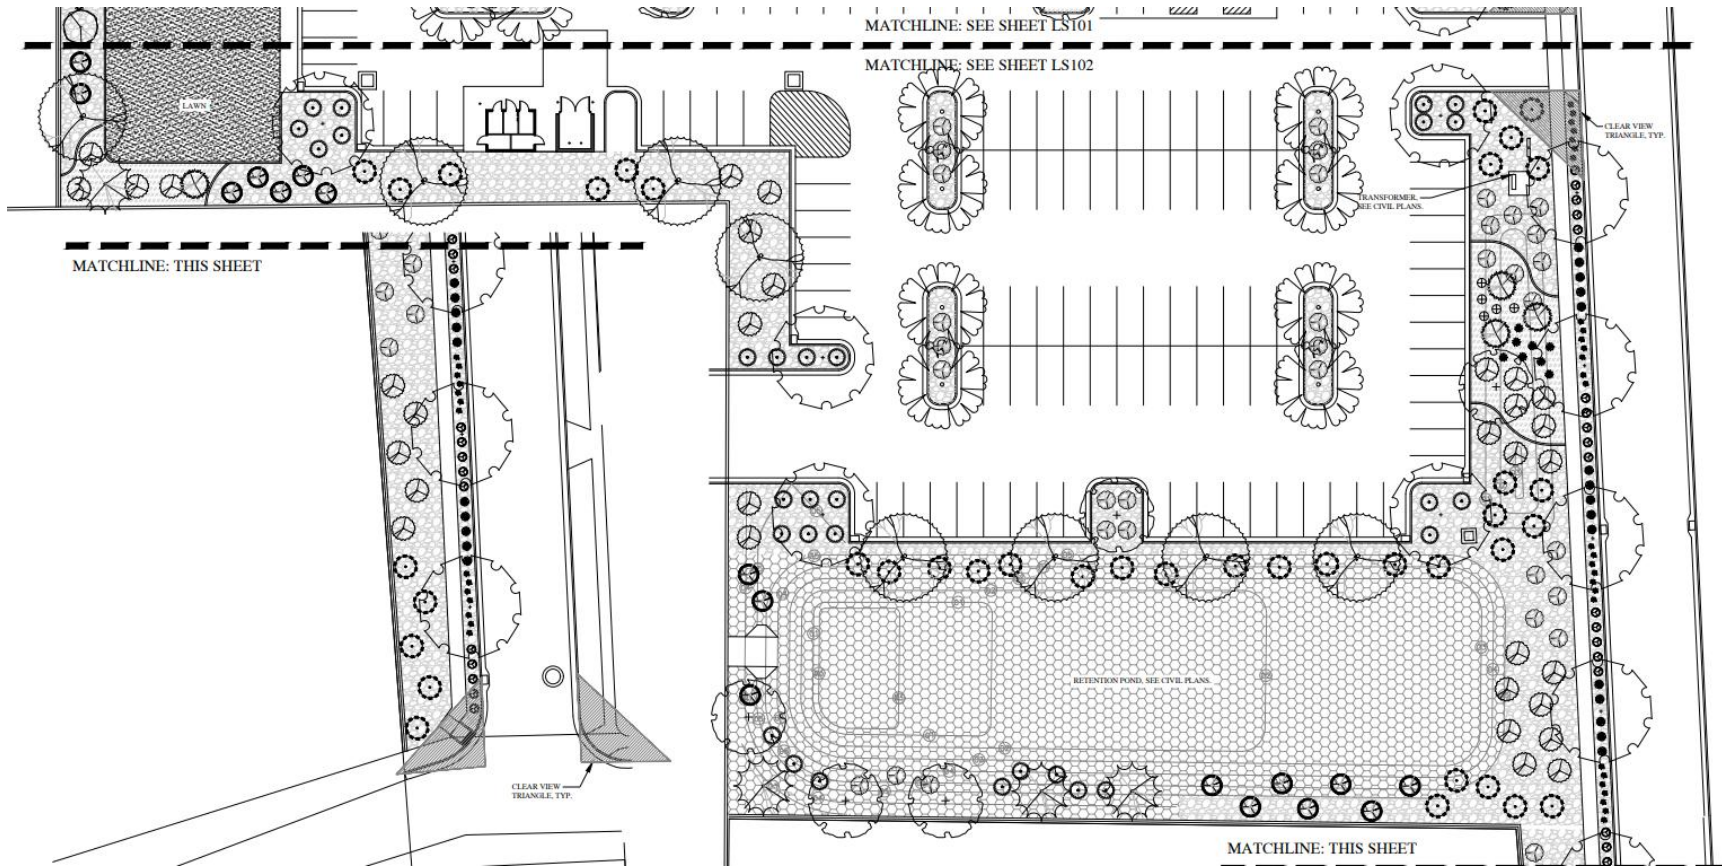 MATCHLINE: SEE SHEET LS101
MATCHLINE: SEE SHEET LS102
LAWN
CLEAR VIEW
TRIANGLE, TYP.
TRANSFORMER,
SEE CIVIL PLANS.
MATCHLINE: THIS SHEET
RETENTION POND, SEE CIVIL PLANS.
CLEAR VIEW
TRIANGLE, TYP.
MATCHLINE: THIS SHEET